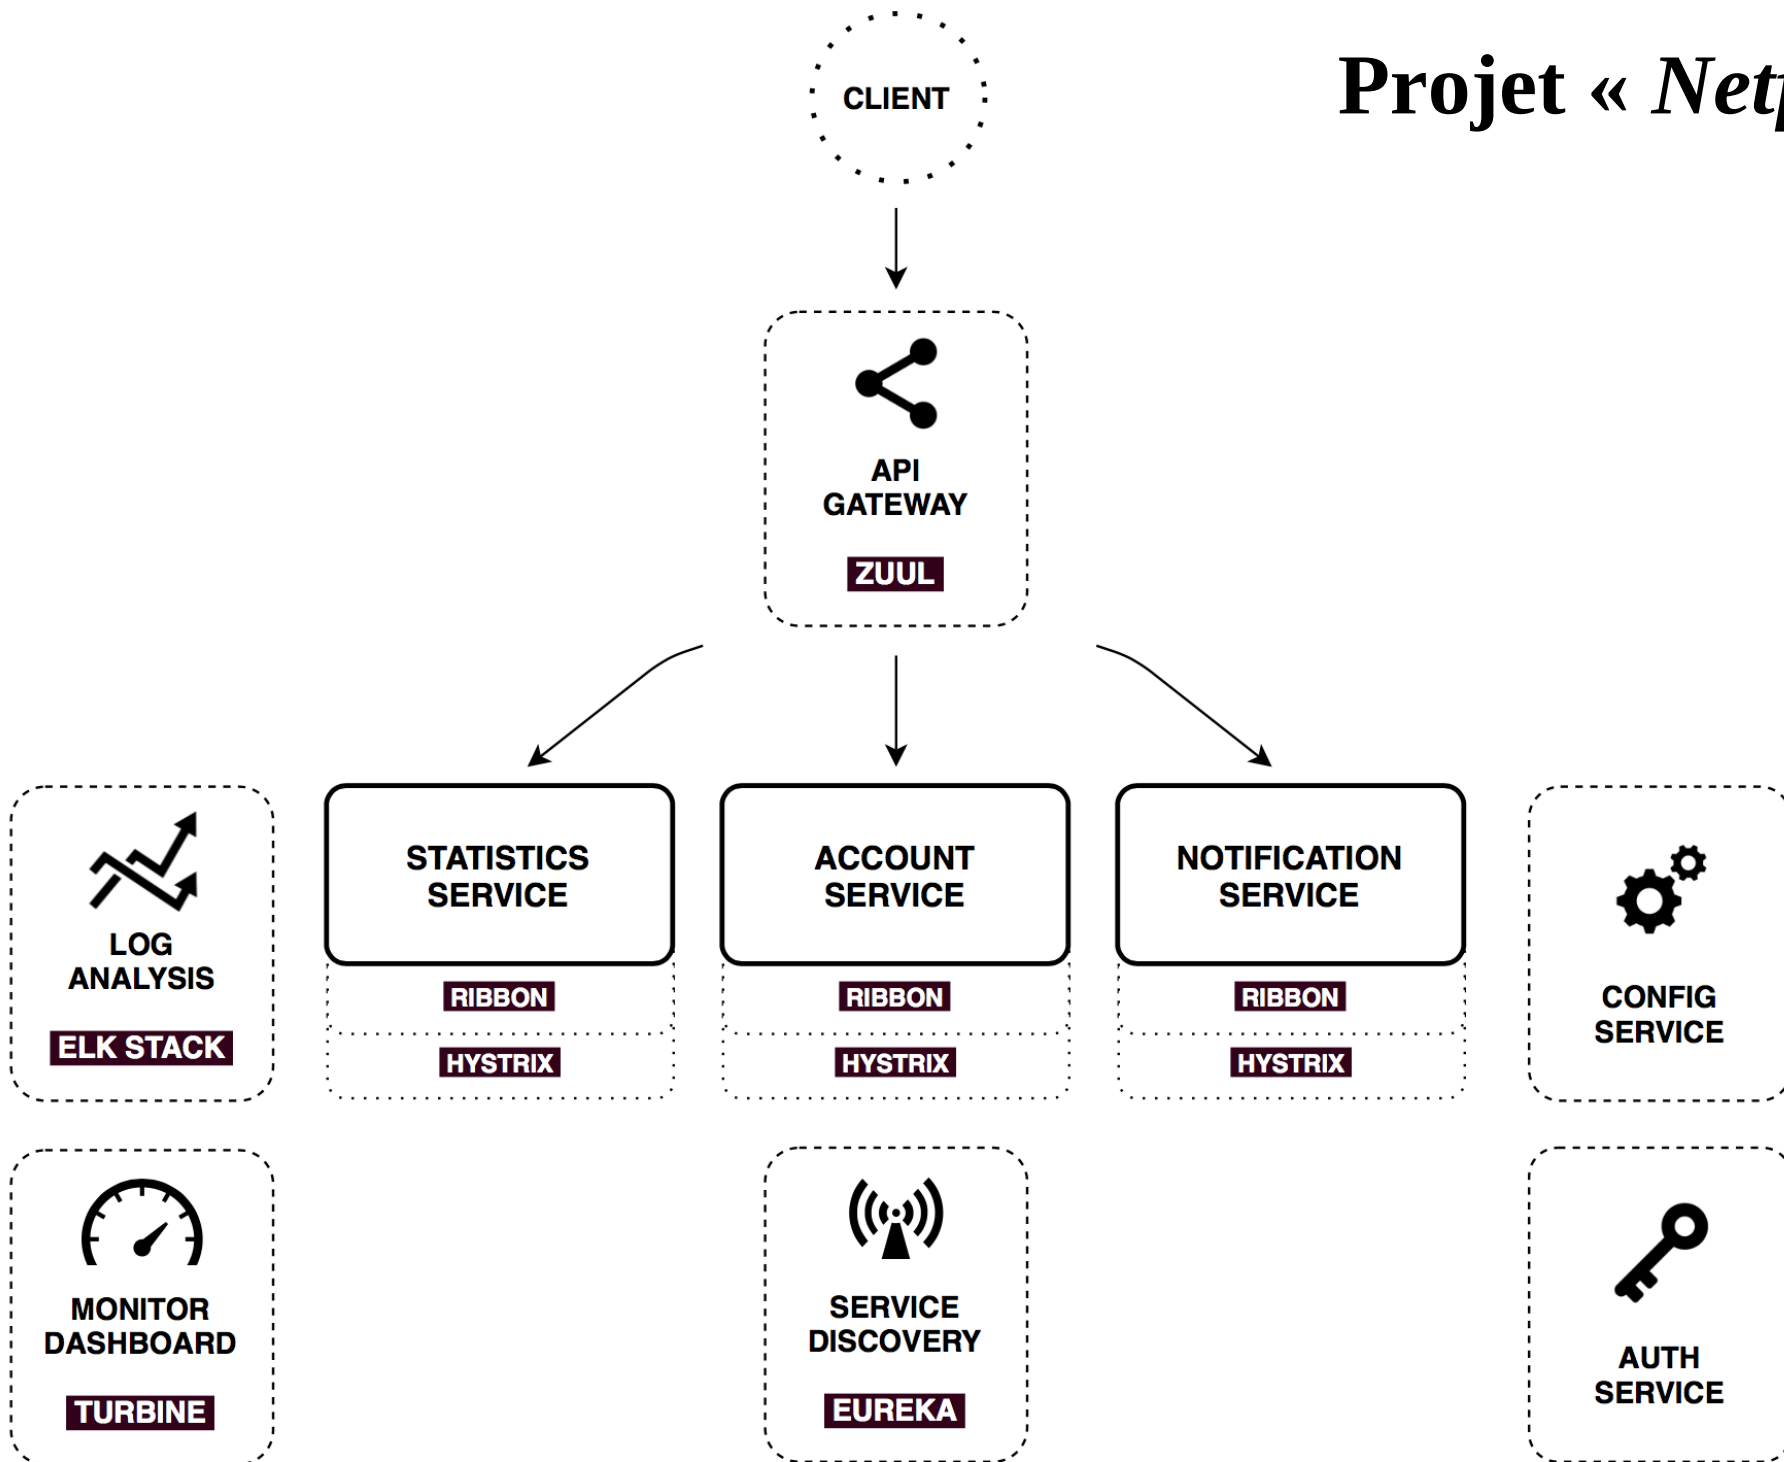 CLIENT
Projet «
API
GATEWAY
ZUUL
LOG
ANALYSIS
ELK STACK
STATISTICS
SERVICE
RIBBON
HYSTRIX
ACCOUNT
SERVICE
RIBBON
HYSTRIX
NOTIFICATION
SERVICE
RIBBON
HYSTRIX
CONFIG
SERVICE
MONITOR
DASHBOARD
TURBINE
SERVICE
DISCOVERY
EUREKA
AUTH
SERVICE